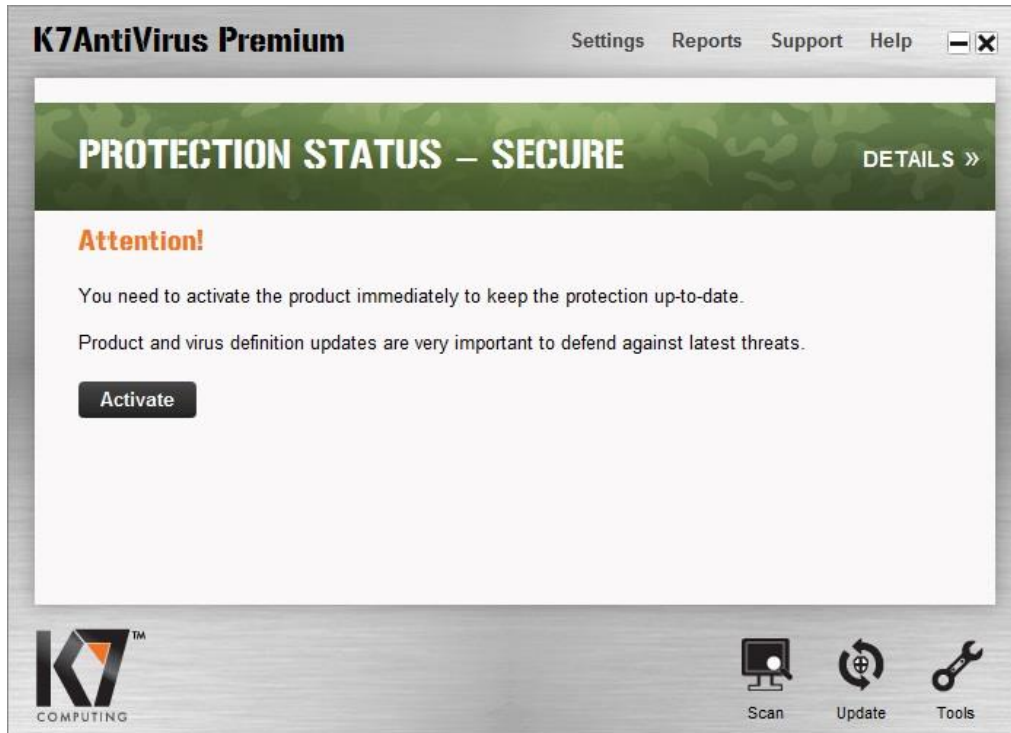 K7AntiVirus Premium
Settings Reports Support Help
PROTECTION STATUS – SECURE
DETAILS »
Attention!
You need to activate the product immediately to keep the protection up-to-date.
Product and virus definition updates are very important to defend against latest threats.
Activate
K7 TM
COMPUTING
Scan Update Tools